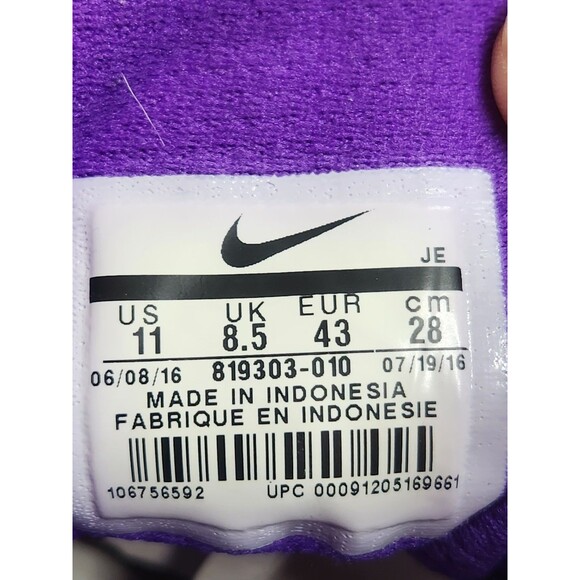 JE
US UK EUR cm
11 8.5 43 28
06/08/16 819303-010 07/19/16
MADE IN INDONESIA
FABRIQUE EN INDONESIE
106756592 UPC 00091205169661